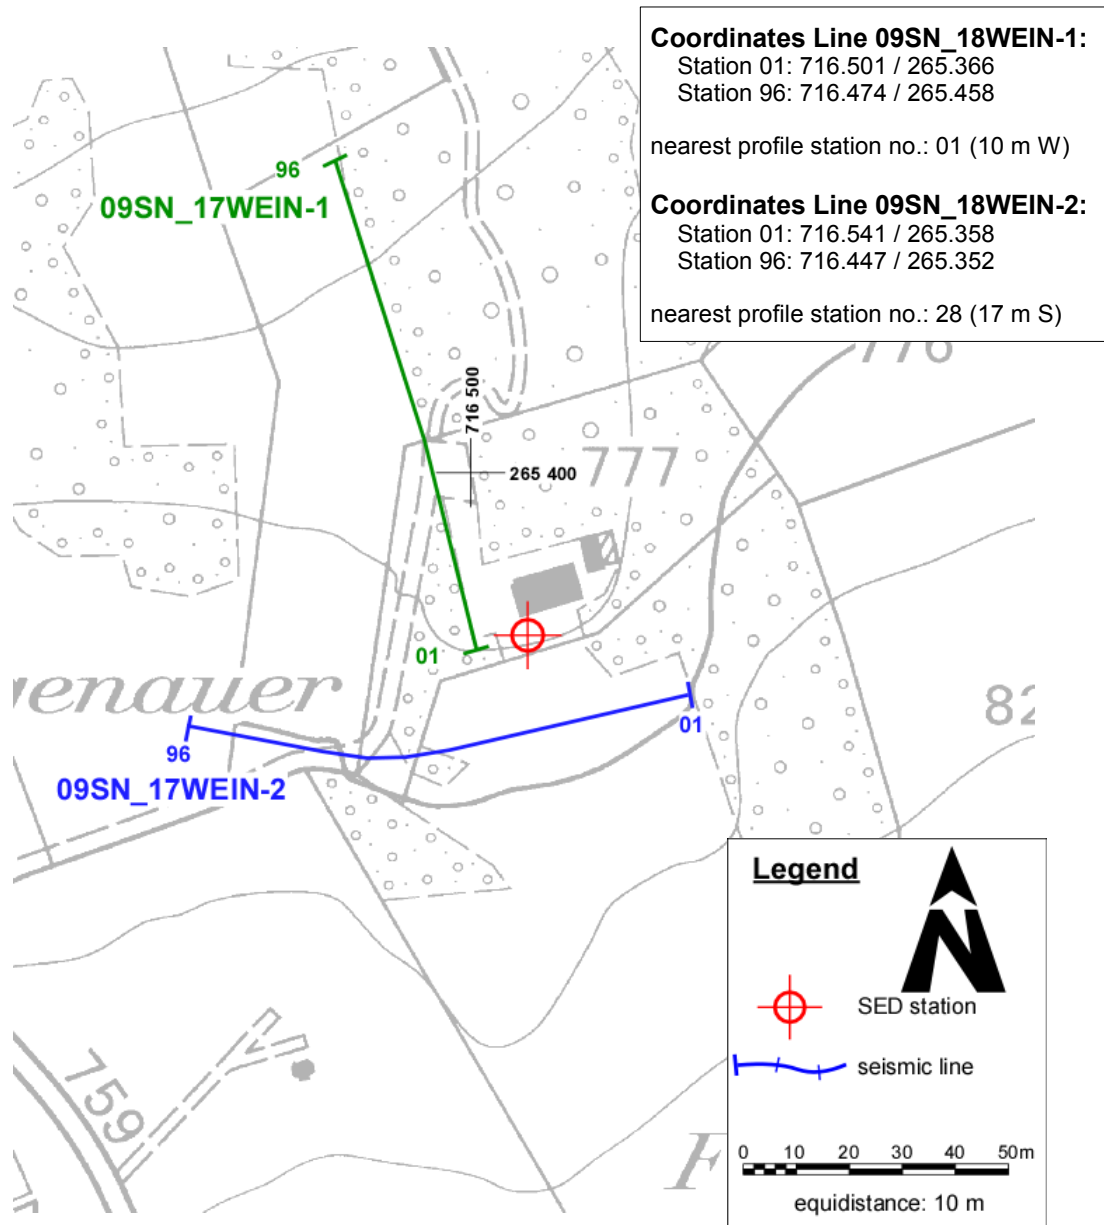 Coordinates Line 09SN_18WEIN-1:
Station 01: 716.501 / 265.366
Station 96: 716.474 / 265.458
nearest profile station no.: 01 (10 m W)
Coordinates Line 09SN_18WEIN-2:
Station 01: 716.541 / 265.358
Station 96: 716.447 / 265.352
nearest profile station no.: 28 (17 m S)
96
09SN_17WEIN-1
776
716 500
265 400
777
01
genauer
82
01
96
09SN_17WEIN-2
Legend
N
SED station
seismic line
759
F
0 10 20 30 40 50m
equidistance: 10 m